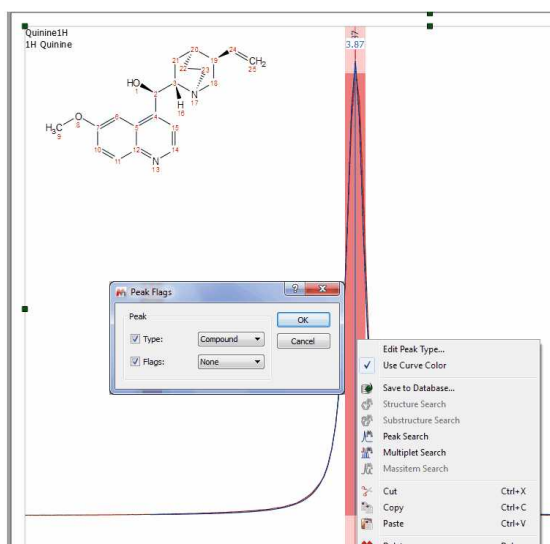 Quinine1H
1H Quinine
3.87
20
21
22
23
19
24
CH2
25
HO
1
2
3
N
17
18
H
16
H3C
9
O
8
7
6
5
4
15
10
11
12
N
13
14
Peak Flags
Peak
Type:
Compound
Flags:
None
OK
Cancel
Edit Peak Type...
Use Curve Color
Save to Database...
Structure Search
Substructure Search
Peak Search
Multiplet Search
Massitem Search
Cut
Ctrl+X
Copy
Ctrl+C
Paste
Ctrl+V